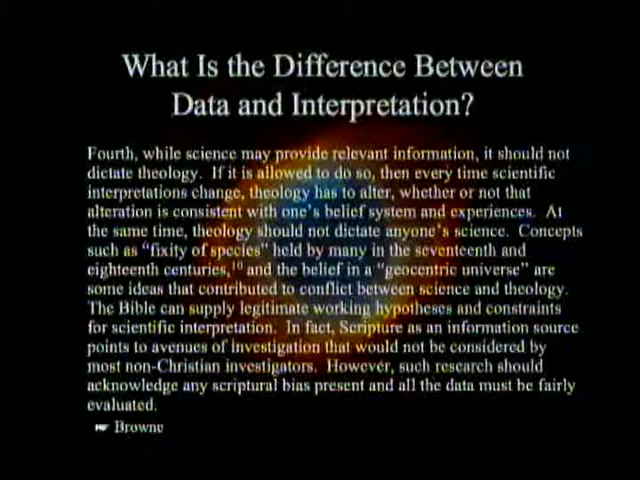 What Is the Difference Between
Data and Interpretation?
Fourth, while science may provide relevant information, it should not
dictate theology. If it is allowed to do so, then every time scientific
interpretations change, theology has to alter, whether or not that
alteration is consistent with one's belief system and experiences. At
the same time, theology should not dictate anyone's science. Concepts
such as "fixity of species" held by many in the seventeenth and
eighteenth centuries,10 and the belief in a "geocentric universe" are
some ideas that contributed to conflict between science and theology.
The Bible can supply legitimate working hypotheses and constraints
for scientific interpretation. In fact, Scripture as an information source
points to avenues of investigation that would not be considered by
most non-Christian investigators. However, such research should
acknowledge any scriptural bias present and all the data must be fairly
evaluated.
☛ Browne